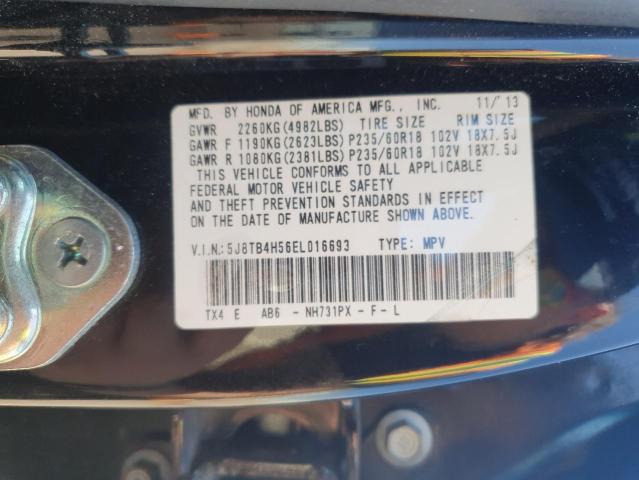 MFD. BY HONDA OF AMERICA MFG., INC. 11/'13
GVWR 2260KG(4982LBS) TIRE SIZE RIM SIZE
GAWR F 1190KG(2623LBS)P235/60R18 102V 18X7.5J
GAWR R 1080KG(2381LBS)P235/60R18 102V 18X7.5J
THIS VEHICLE CONFORMS TO ALL APPLICABLE
FEDERAL MOTOR VEHICLE SAFETY
AND THEFT PREVENTION STANDARDS IN EFFECT
ON THE DATE OF MANUFACTURE SHOWN ABOVE.
V.I.N:5J8TB4H56EL016693 TYPE: MPV
TX4 E AB6 - NH731PX - F - L